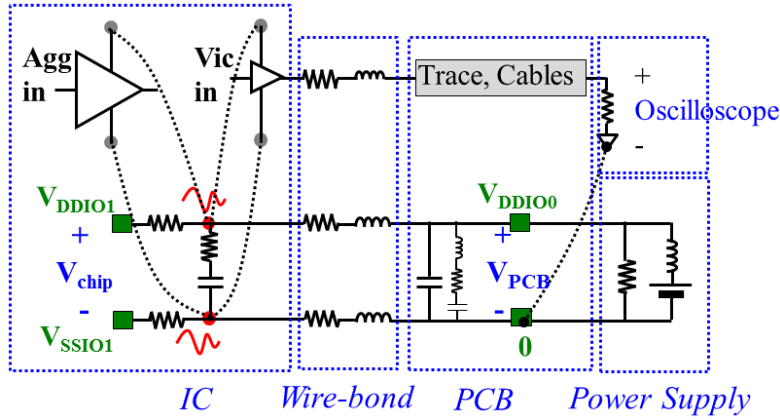 Agg
in
Vic
in
Trace, Cables
+
Oscilloscope
-
VDDIO1
+
Vchip
-
VSSIO1
VDDIO0
+
VPCB
-
0
IC
Wire-bond
PCB
Power Supply